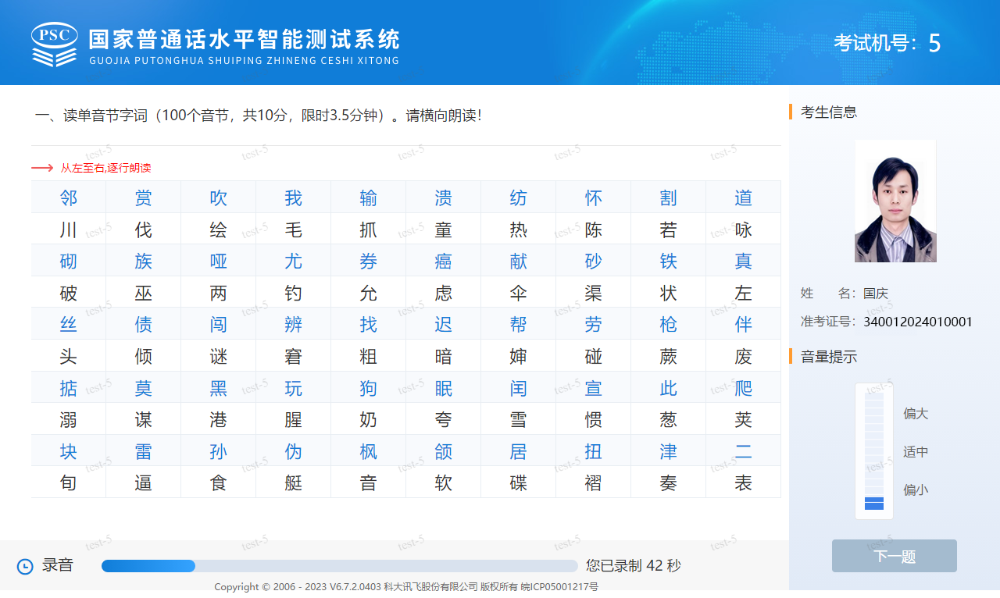 PSC 国家普通话水平智能测试系统
GUOJIA PUTONGHUA SHUIPING ZHINENG CESHI XITONG
考试机号：5
一、读单音节字词（100个音节，共10分，限时3.5分钟）。请横向朗读！
从左至右,逐行朗读
邻 赏 吹 我 输 溃 纺 怀 割 道
川 伐 绘 毛 抓 童 热 陈 若 咏
砌 族 哑 尤 券 癌 献 砂 铁 真
破 巫 两 钓 允 虑 伞 渠 状 左
丝 债 闯 辨 找 迟 帮 劳 枪 伴
头 倾 谜 窘 粗 暗 婶 碰 蕨 废
掂 莫 黑 玩 狗 眠 闰 宣 此 爬
溺 谋 港 腥 奶 夸 雪 惯 葱 荚
块 雷 孙 伪 枫 颌 居 扭 津 二
旬 逼 食 艇 音 软 碟 褶 奏 表
考生信息
姓 名：国庆
准考证号：340012024010001
音量提示
偏大
适中
偏小
下一题
录音
您已录制 42 秒
Copyright © 2006 - 2023 V6.7.2.0403 科大讯飞股份有限公司 版权所有 皖ICP05001217号
test-5